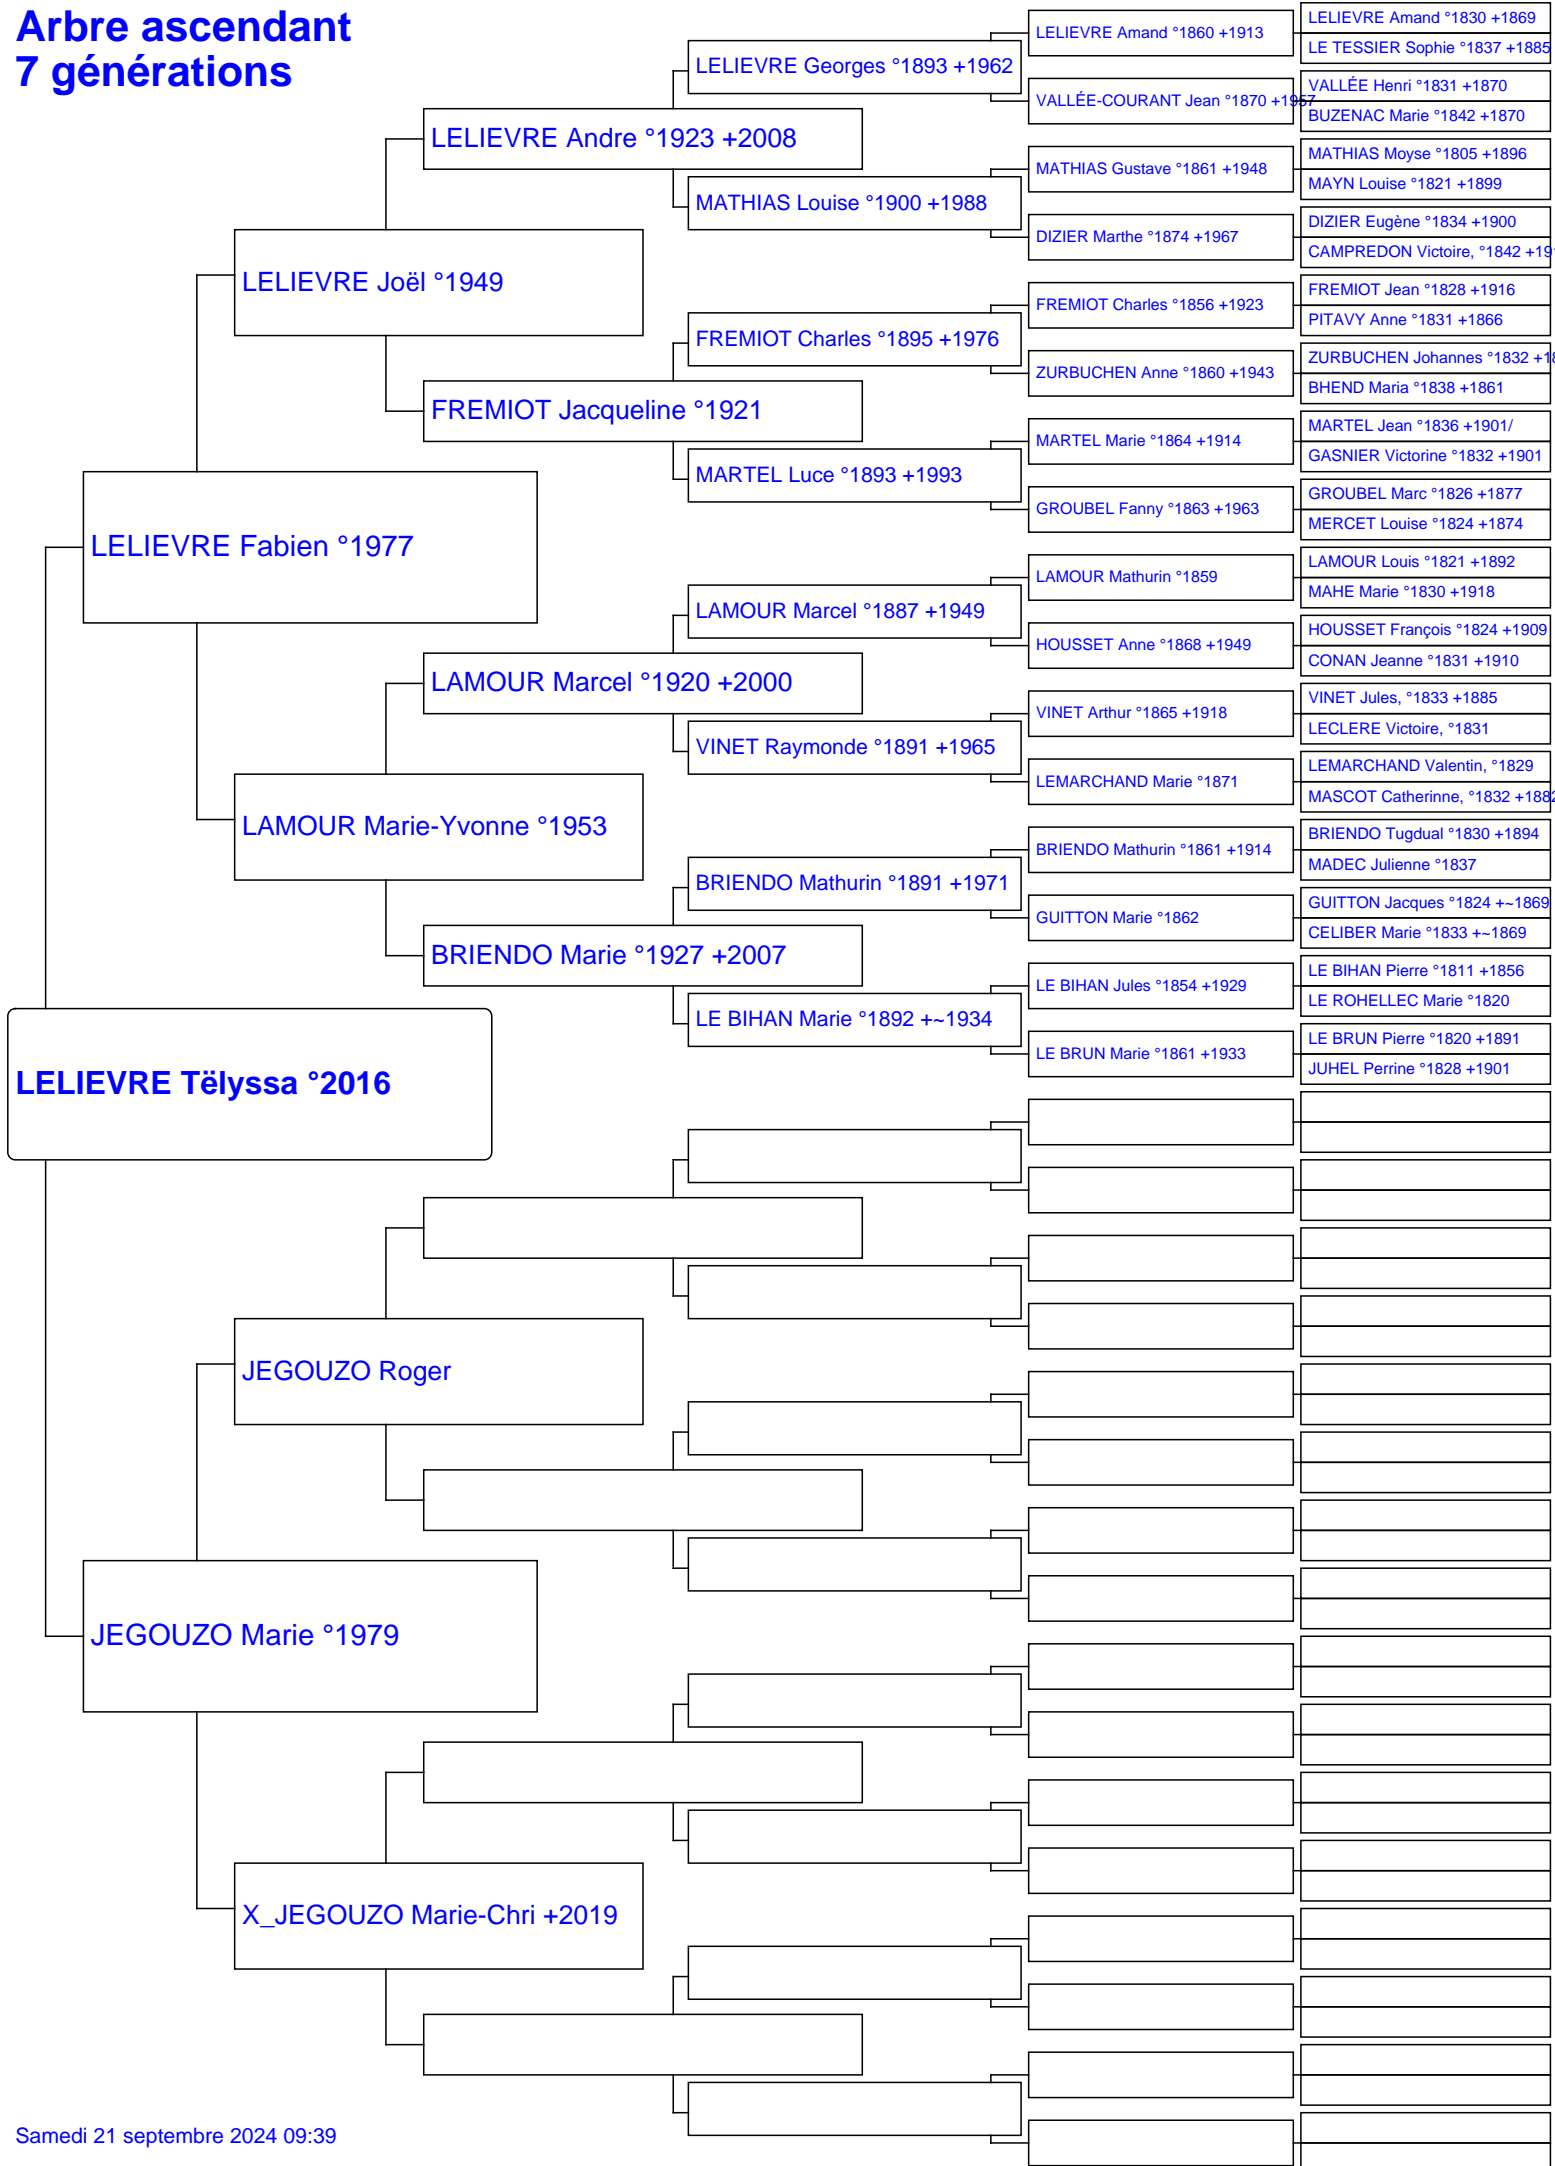 Arbre ascendant
7 générations
LELIEVRE Tëlyssa °2016
LELIEVRE Fabien °1977
JEGOUZO Marie °1979
LELIEVRE Joël °1949
LAMOUR Marie-Yvonne °1953
JEGOUZO Roger
X_JEGOUZO Marie-Chri +2019
LELIEVRE Andre °1923 +2008
FREMIOT Jacqueline °1921
LAMOUR Marcel °1920 +2000
BRIENDO Marie °1927 +2007
LELIEVRE Georges °1893 +1962
MATHIAS Louise °1900 +1988
FREMIOT Charles °1895 +1976
MARTEL Luce °1893 +1993
LAMOUR Marcel °1887 +1949
VINET Raymonde °1891 +1965
BRIENDO Mathurin °1891 +1971
LE BIHAN Marie °1892 +~1934
LELIEVRE Amand °1860 +1913
VALLÉE-COURANT Jean °1870 +1957
MATHIAS Gustave °1861 +1948
DIZIER Marthe °1874 +1967
FREMIOT Charles °1856 +1923
ZURBUCHEN Anne °1860 +1943
MARTEL Marie °1864 +1914
GROUBEL Fanny °1863 +1963
LAMOUR Mathurin °1859
HOUSSET Anne °1868 +1949
VINET Arthur °1865 +1918
LEMARCHAND Marie °1871
BRIENDO Mathurin °1861 +1914
GUITTON Marie °1862
LE BIHAN Jules °1854 +1929
LE BRUN Marie °1861 +1933
LELIEVRE Amand °1830 +1869
LE TESSIER Sophie °1837 +1885
VALLÉE Henri °1831 +1870
BUZENAC Marie °1842 +1870
MATHIAS Moyse °1805 +1896
MAYN Louise °1821 +1899
DIZIER Eugène °1834 +1900
CAMPREDON Victoire, °1842
FREMIOT Jean °1828 +1916
PITAVY Anne °1831 +1866
ZURBUCHEN Johannes °1832
BHEND Maria °1838 +1861
MARTEL Jean °1836 +1901/
GASNIER Victorine °1832 +1901
GROUBEL Marc °1826 +1877
MERCET Louise °1824 +1874
LAMOUR Louis °1821 +1892
MAHE Marie °1830 +1918
HOUSSET François °1824 +1909
CONAN Jeanne °1831 +1910
VINET Jules, °1833 +1885
LECLERE Victoire, °1831
LEMARCHAND Valentin, °1829
MASCOT Catherinne, °1832 +1882
BRIENDO Tugdual °1830 +1894
MADEC Julienne °1837
GUITTON Jacques °1824 +~1869
CELIBER Marie °1833 +~1869
LE BIHAN Pierre °1811 +1856
LE ROHELLEC Marie °1820
LE BRUN Pierre °1820 +1891
JUHEL Perrine °1828 +1901
Samedi 21 septembre 2024 09:39